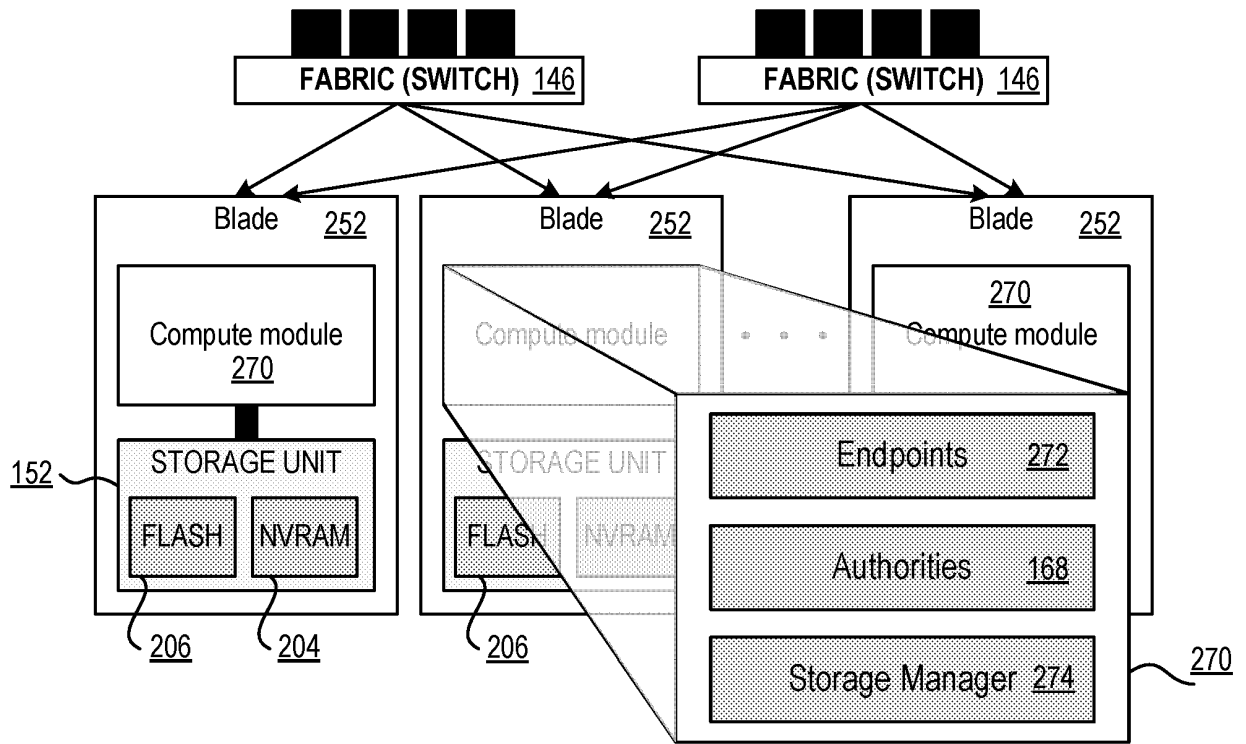 FABRIC (SWITCH) 146
FABRIC (SWITCH) 146
Blade 252
Blade 252
Blade 252
Compute module
270
Compute module
270
Compute module
152
STORAGE UNIT
FLASH
NVRAM
206
204
STORAGE UNIT
FLASH
NVRAM
206
Endpoints 272
Authorities 168
Storage Manager 274
270